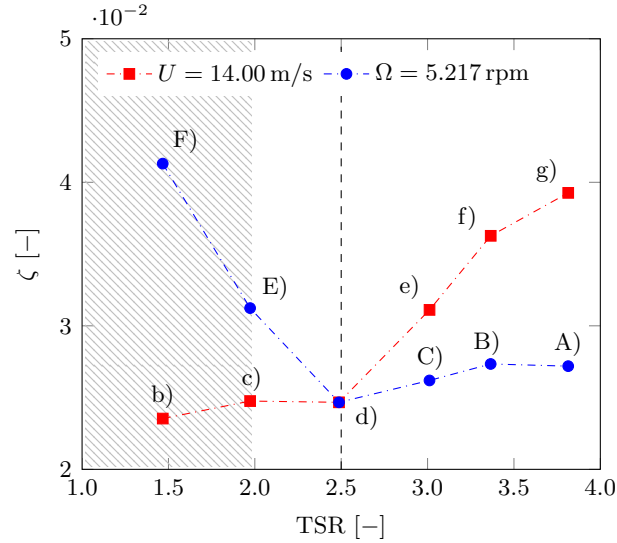 ·10⁻²
U = 14.00 m/s Ω = 5.217 rpm
5
4
3
2
ζ [−]
F)
g)
f)
E)
e)
B)
A)
C)
c)
b)
d)
1.0 1.5 2.0 2.5 3.0 3.5 4.0
TSR [−]